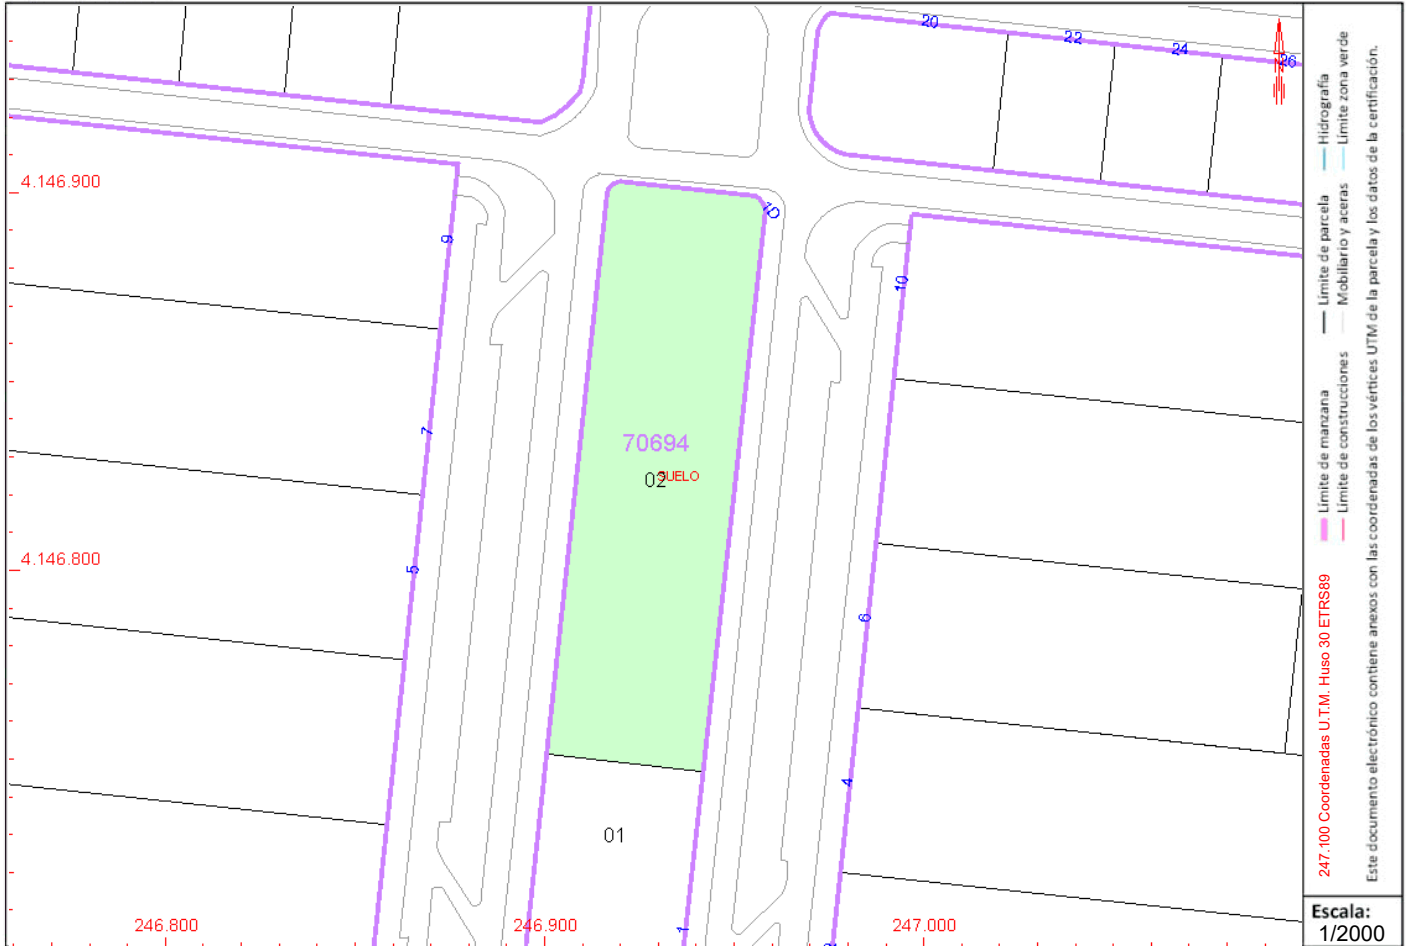 20
22
24
26
4.146.900
10
9
10
7
70694
02
SUELO
4.146.800
5
6
4
01
246.800
246.900
247.000
1
Hidrografía
Límite zona verde
Límite de parcela
Mobiliario y aceras
Límite de manzana
Límite de construcciones
247.100 Coordenadas U.T.M. Huso 30 ETRS89
Este documento electrónico contiene anexos con las coordenadas de los vértices UTM de la parcela y los datos de la certificación.
Escala:
1/2000